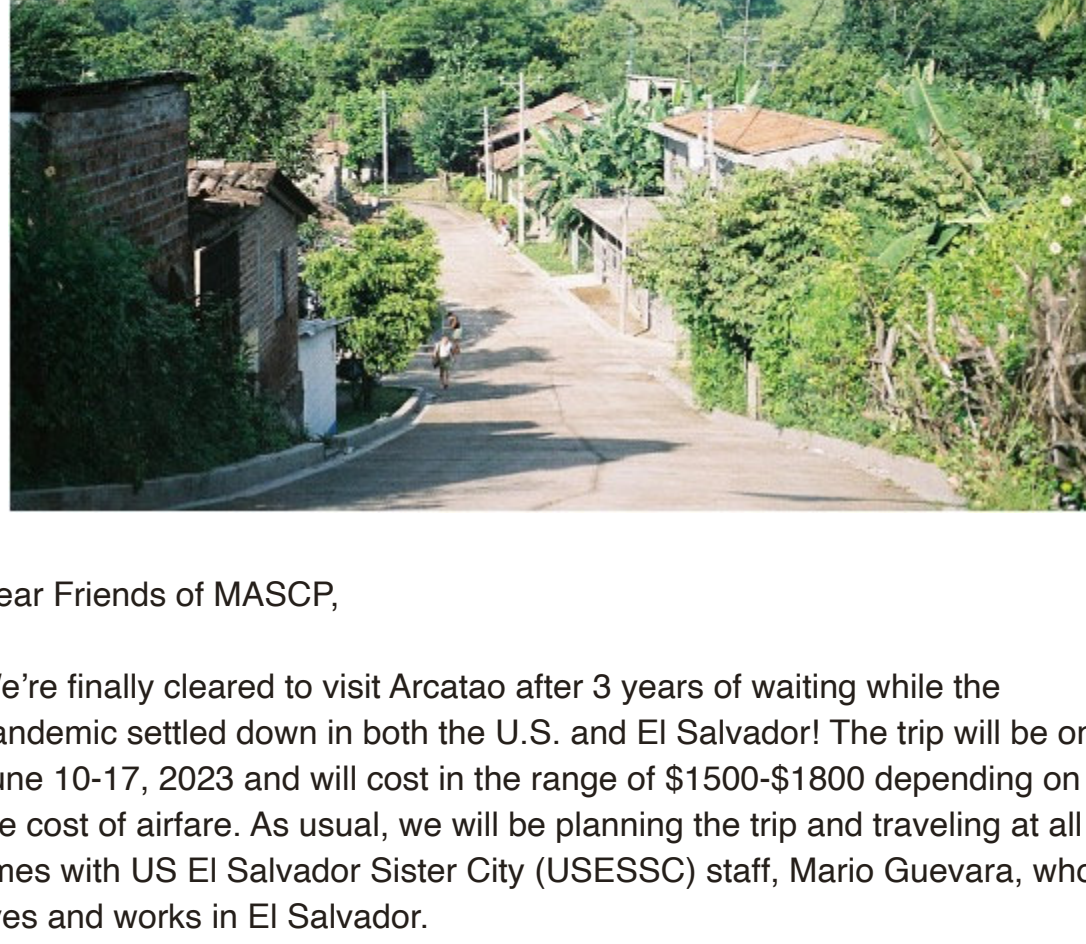 ear Friends of MASCP,
e're finally cleared to visit Arcatao after 3 years of waiting while the
andemic settled down in both the U.S. and El Salvador! The trip will be on
une 10-17, 2023 and will cost in the range of $1500-$1800 depending on
e cost of airfare. As usual, we will be planning the trip and traveling at all
mes with US El Salvador Sister City (USESSC) staff, Mario Guevara, who
ves and works in El Salvador.